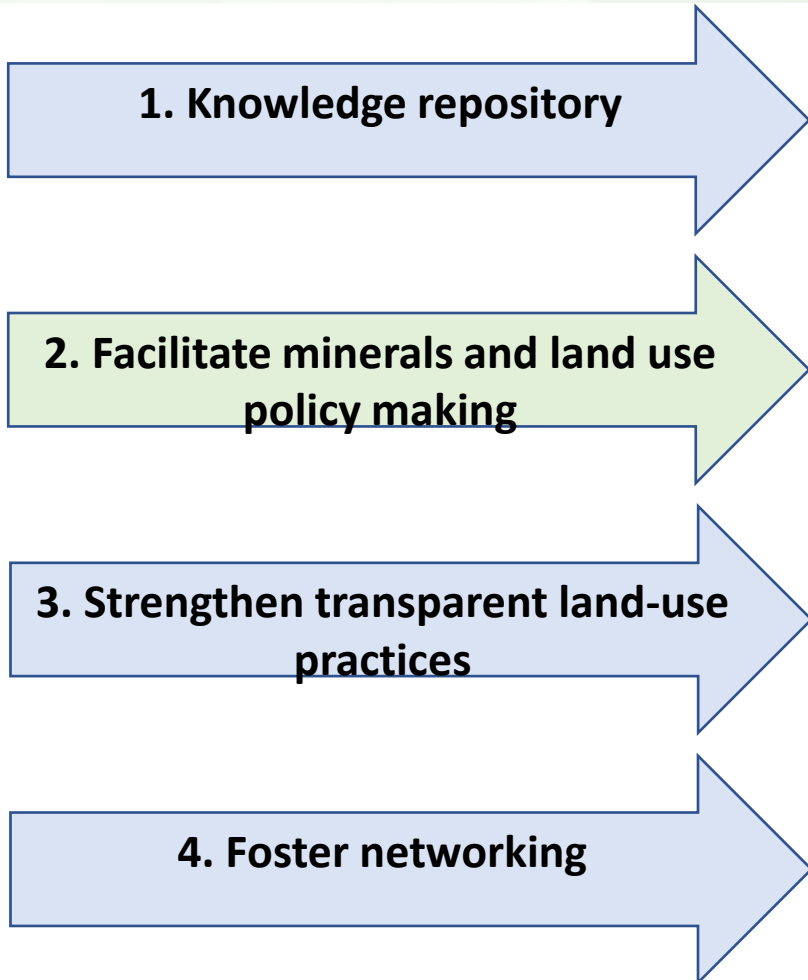 1. Knowledge repository
2. Facilitate minerals and land use
policy making
3. Strengthen transparent land-use
practices
4. Foster networking